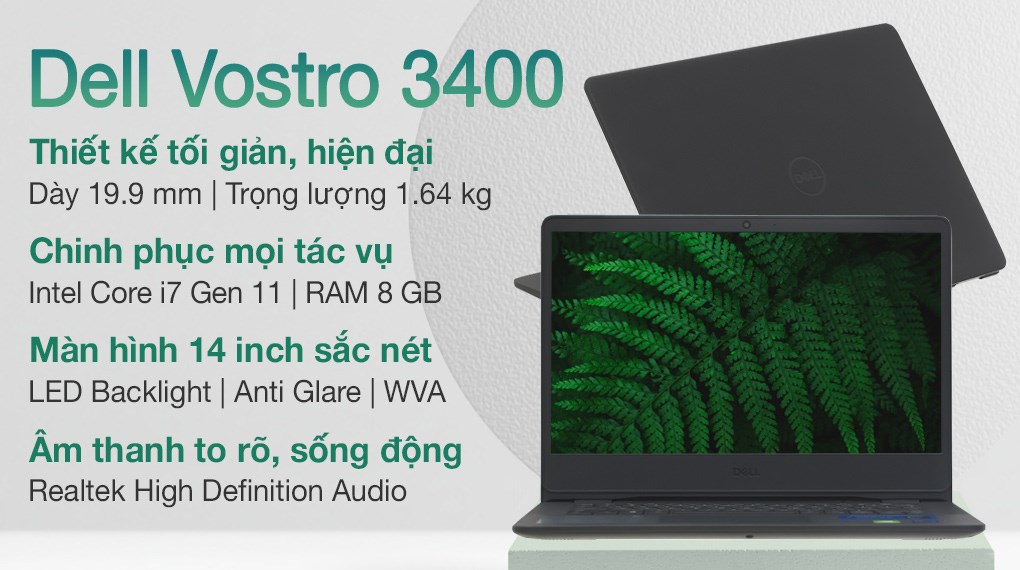 Dell Vostro 3400
Thiết kế tối giản, hiện đại
Dày 19.9 mm | Trọng lượng 1.64 kg
Chinh phục mọi tác vụ
Intel Core i7 Gen 11 | RAM 8 GB
Màn hình 14 inch sắc nét
LED Backlight | Anti Glare | WVA
Âm thanh to rõ, sống động
Realtek High Definition Audio
DELL
DELL